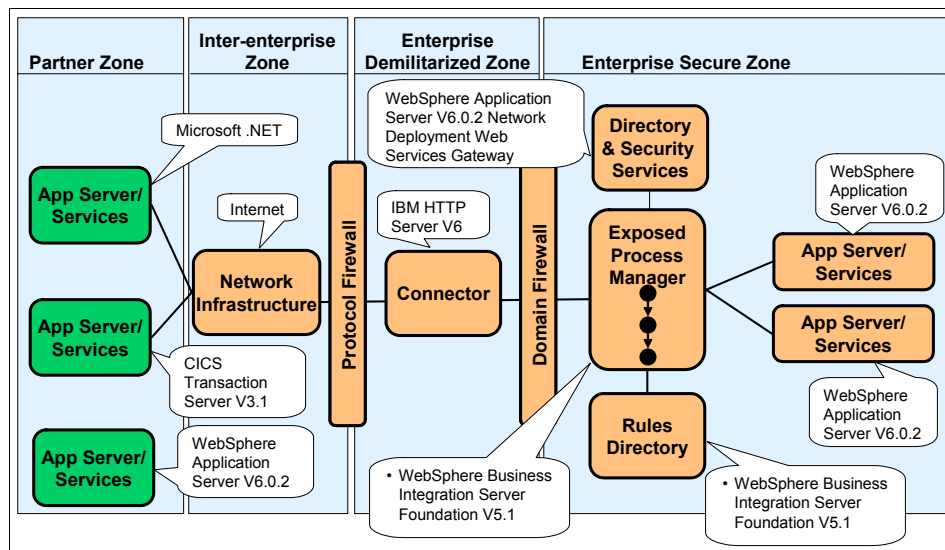 Partner Zone
Inter-enterprise
Zone
Enterprise
Demilitarized Zone
Enterprise Secure Zone
Microsoft .NET
App Server/
Services
App Server/
Services
CICS
Transaction
Server V3.1
App Server/
Services
WebSphere
Application
Server V6.0.2
Internet
Network
Infrastructure
Protocol Firewall
IBM HTTP
Server V6
Connector
Domain Firewall
WebSphere Application
Server V6.0.2 Network
Deployment Web
Services Gateway
Directory
& Security
Services
Exposed
Process
Manager
Rules
Directory
• WebSphere Business
Integration Server
Foundation V5.1
• WebSphere Business
Integration Server
Foundation V5.1
WebSphere
Application
Server V6.0.2
App Server/
Services
App Server/
Services
WebSphere
Application
Server V6.0.2